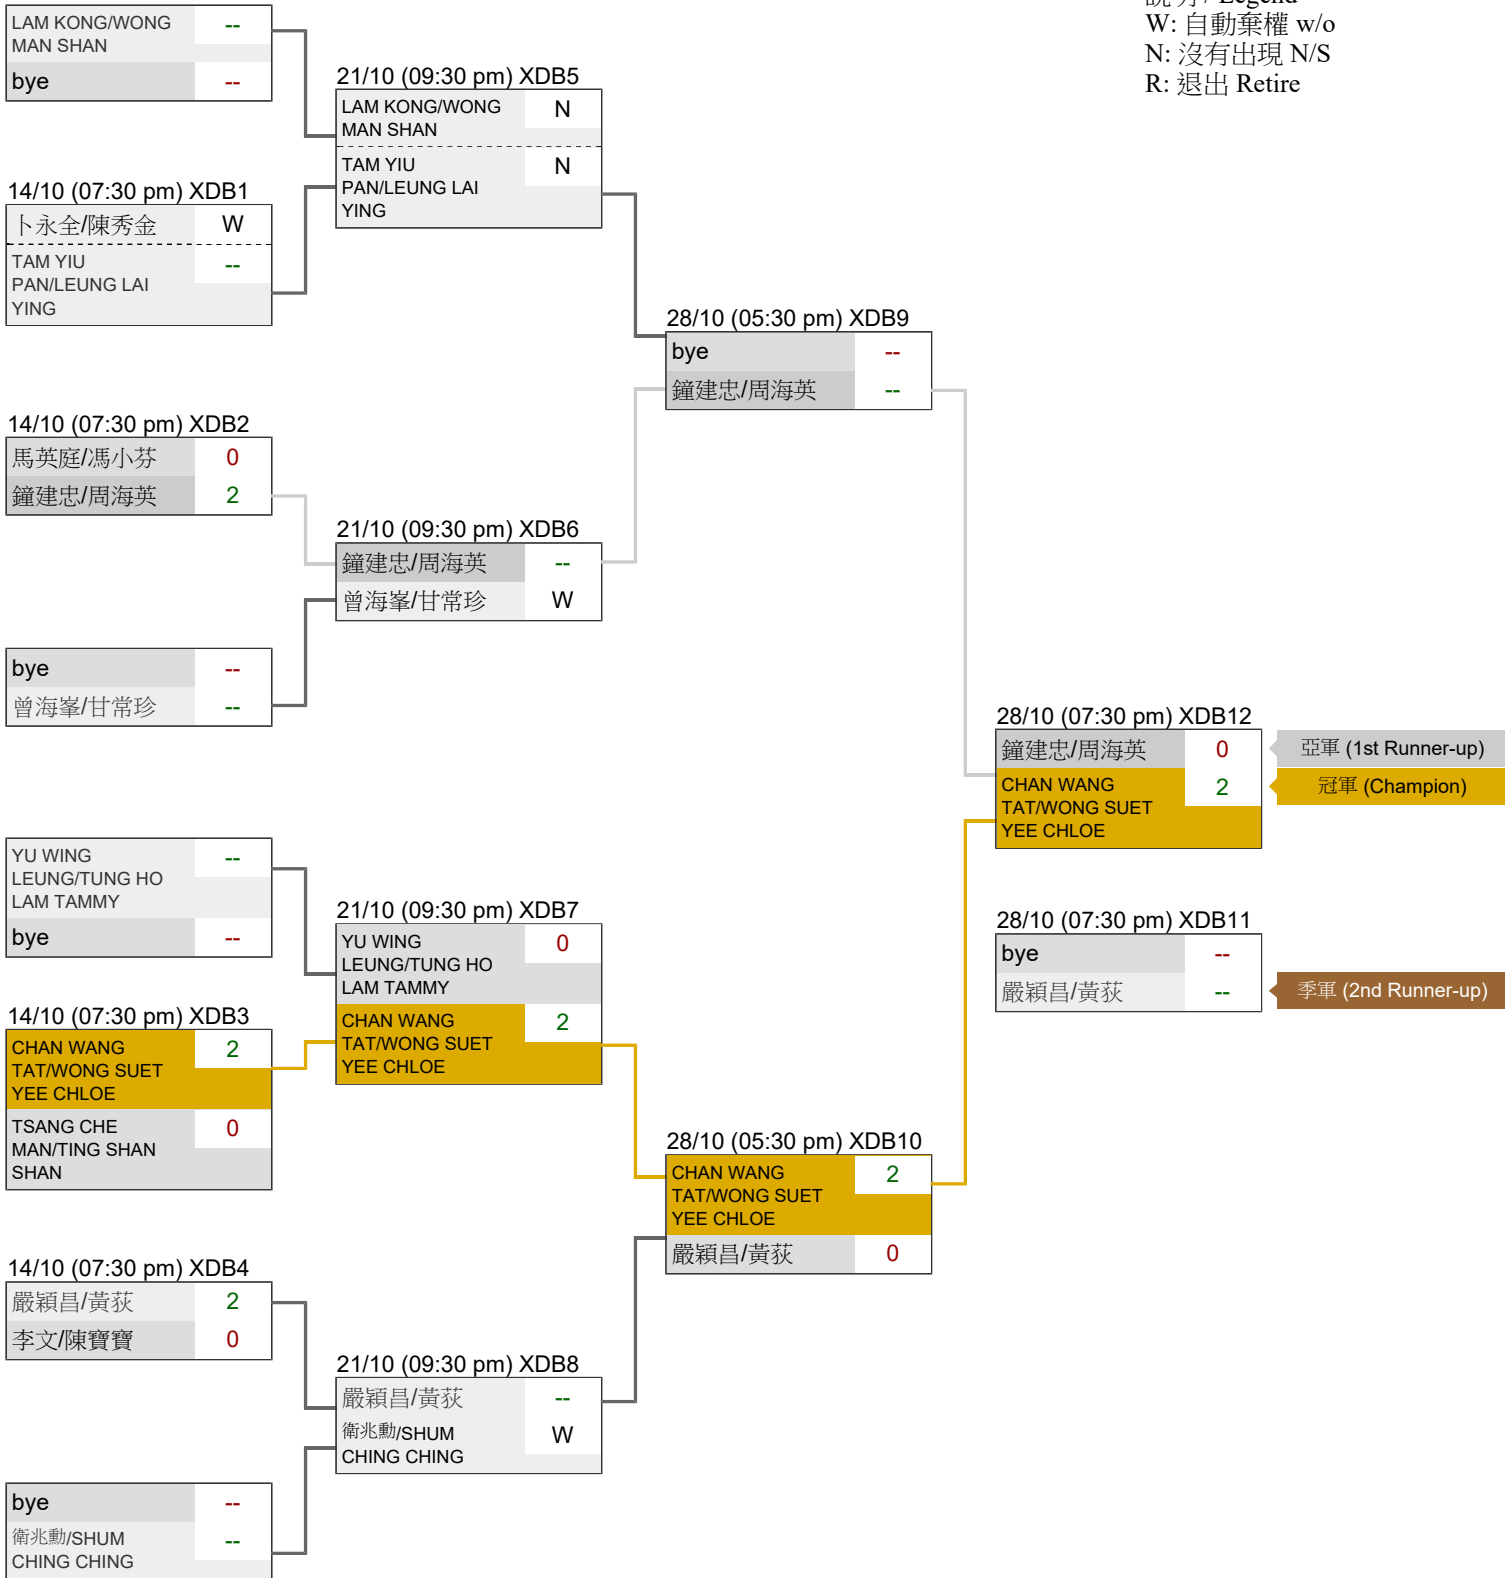 說明 / Legend
W: 自動棄權 w/o
N: 沒有出現 N/S
R: 退出 Retire
LAM KONG/WONG
MAN SHAN
--
bye
--
14/10 (07:30 pm) XDB1
卜永全/陳秀金
W
TAM YIU
PAN/LEUNG LAI
YING
--
14/10 (07:30 pm) XDB2
馬英庭/馮小芬
0
鐘建忠/周海英
2
bye
--
曾海峯/甘常珍
--
YU WING
LEUNG/TUNG HO
LAM TAMMY
--
bye
--
14/10 (07:30 pm) XDB3
CHAN WANG
TAT/WONG SUET
YEE CHLOE
2
TSANG CHE
MAN/TING SHAN
SHAN
0
14/10 (07:30 pm) XDB4
嚴穎昌/黃荻
2
李文/陳寶寶
0
bye
--
衛兆勳/SHUM
CHING CHING
--
21/10 (09:30 pm) XDB5
LAM KONG/WONG
MAN SHAN
N
TAM YIU
PAN/LEUNG LAI
YING
N
21/10 (09:30 pm) XDB6
鐘建忠/周海英
--
曾海峯/甘常珍
W
21/10 (09:30 pm) XDB7
YU WING
LEUNG/TUNG HO
LAM TAMMY
0
CHAN WANG
TAT/WONG SUET
YEE CHLOE
2
21/10 (09:30 pm) XDB8
嚴穎昌/黃荻
--
衛兆勳/SHUM
CHING CHING
W
28/10 (05:30 pm) XDB9
bye
--
鐘建忠/周海英
--
28/10 (05:30 pm) XDB10
CHAN WANG
TAT/WONG SUET
YEE CHLOE
2
嚴穎昌/黃荻
0
28/10 (07:30 pm) XDB12
鐘建忠/周海英
0
亞軍 (1st Runner-up)
CHAN WANG
TAT/WONG SUET
YEE CHLOE
2
冠軍 (Champion)
28/10 (07:30 pm) XDB11
bye
--
嚴穎昌/黃荻
--
季軍 (2nd Runner-up)